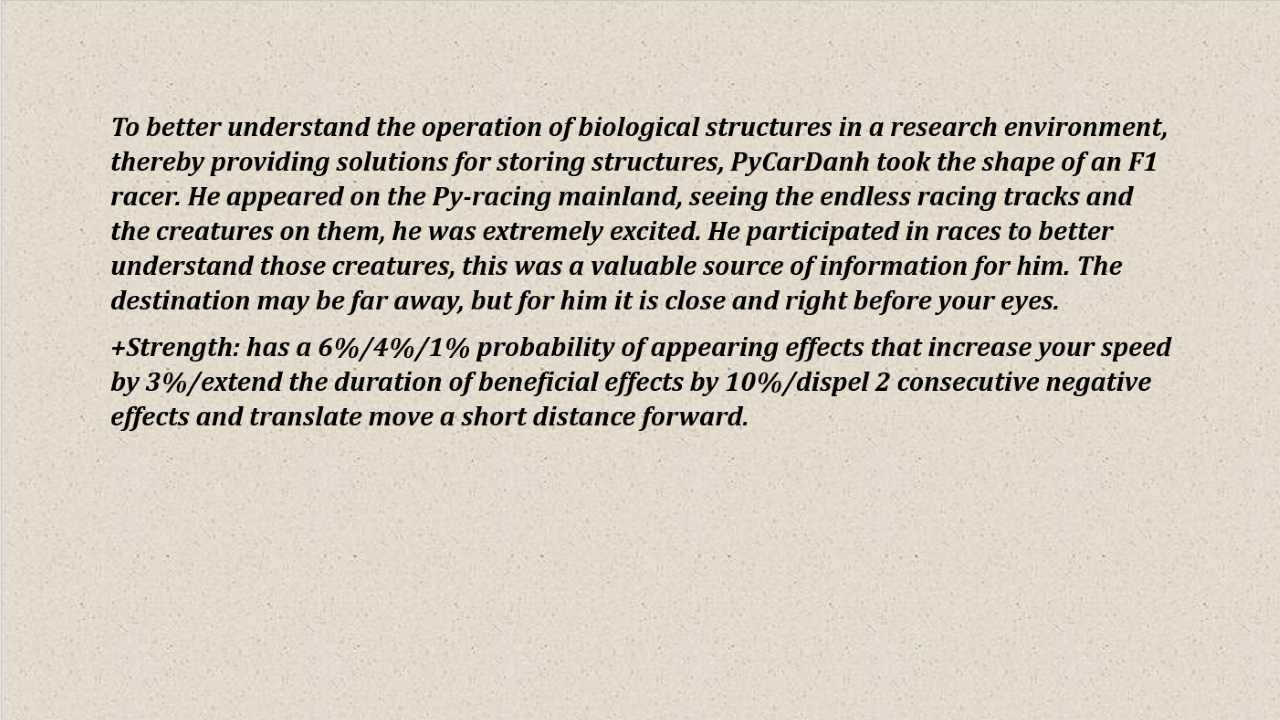 To better understand the operation of biological structures in a research environment,
thereby providing solutions for storing structures, PyCarDanh took the shape of an F1
racer. He appeared on the Py-racing mainland, seeing the endless racing tracks and
the creatures on them, he was extremely excited. He participated in races to better
understand those creatures, this was a valuable source of information for him. The
destination may be far away, but for him it is close and right before your eyes.
+Strength: has a 6%/4%/1% probability of appearing effects that increase your speed
by 3%/extend the duration of beneficial effects by 10%/dispel 2 consecutive negative
effects and translate move a short distance forward.